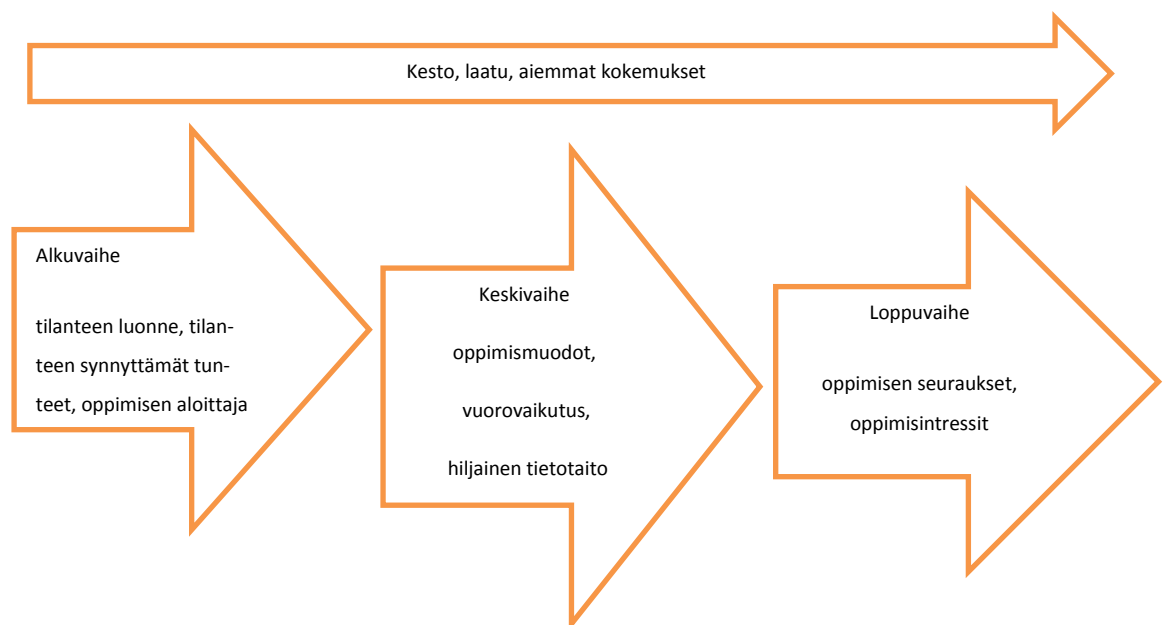 Kesto, laatu, aiemmat kokemukset
Alkuvaihe
tilanteen luonne, tilan-
teen synnyttämät tun-
teet, oppimisen aloittaja
Keskivaihe
oppimismuodot,
vuorovaikutus,
hiljainen tietotaito
Loppuvaihe
oppimisen seuraukset,
oppimisintressit